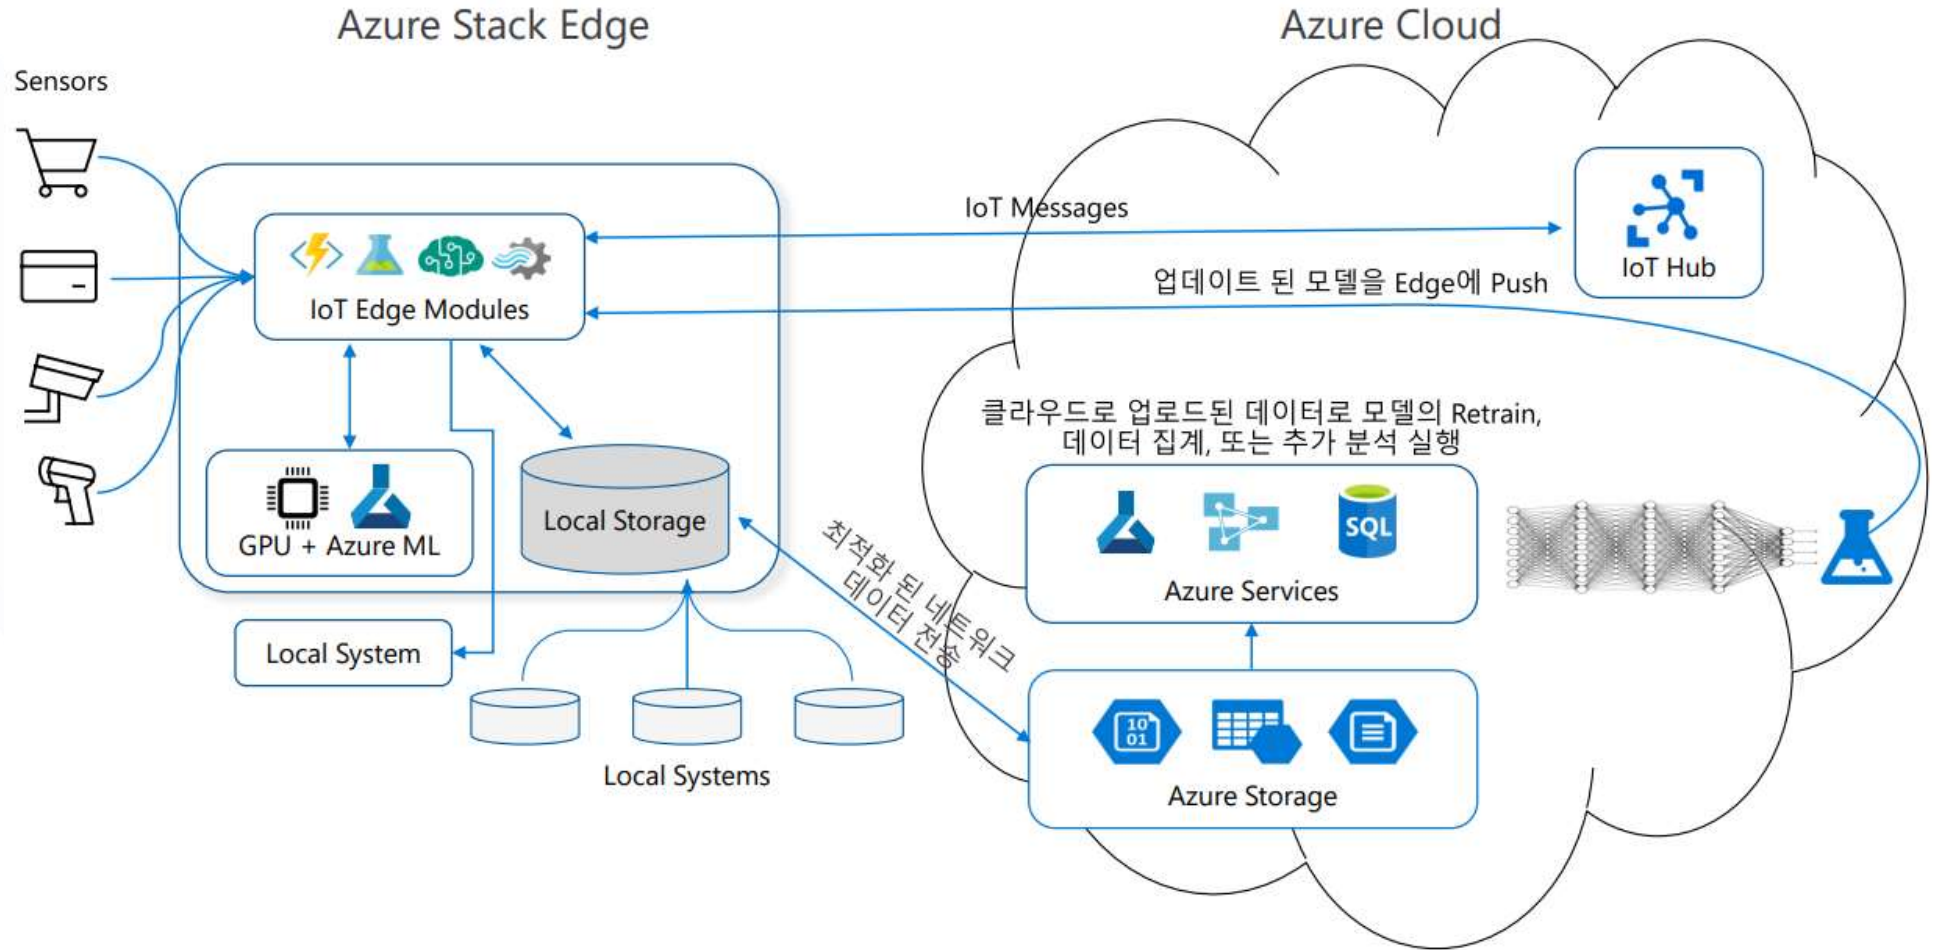 Azure Stack Edge
Azure Cloud
Sensors
IoT Messages
IoT Hub
IoT Edge Modules
업데이트 된 모델을 Edge에 Push
클라우드로 업로드된 데이터로 모델의 Retrain,
데이터 집계, 또는 추가 분석 실행
GPU + Azure ML
Local Storage
최적화 된 네트워크
데이터 전송
SQL
Azure Services
Local System
Local Systems
10
01
Azure Storage